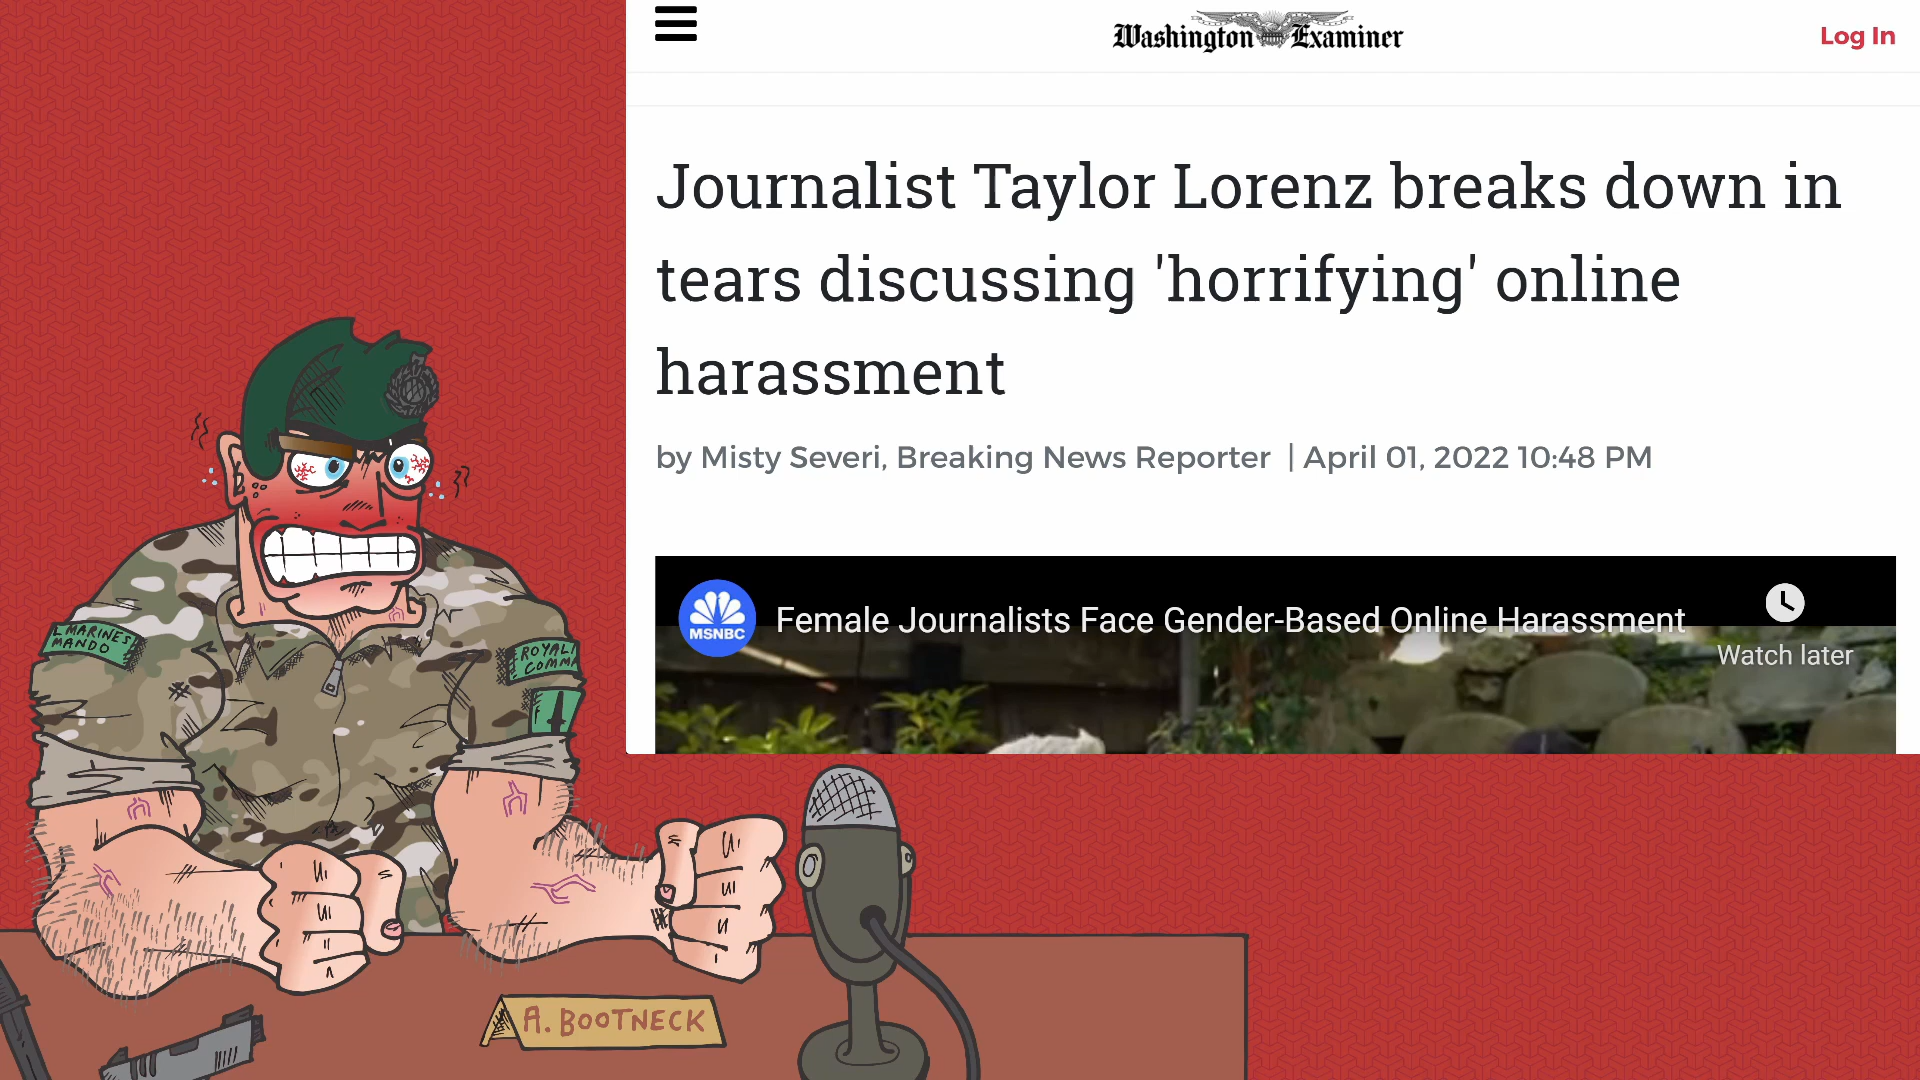 Washington Examiner
Log In
Journalist Taylor Lorenz breaks down in
tears discussing 'horrifying' online
harassment
by Misty Severi, Breaking News Reporter | April 01, 2022 10:48 PM
MSNBC
Female Journalists Face Gender-Based Online Harassment
Watch later
L MARINES
MANDO
ROYAL
COMMA
A. BOOTNECK